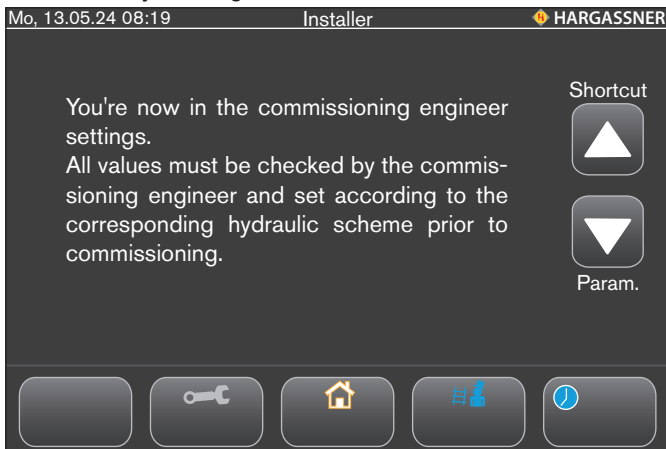 Mo, 13.05.24 08:19 Installer HARGASSNER
Shortcut
You're now in the commissioning engineer
settings.
All values must be checked by the commis-
sioning engineer and set according to the
corresponding hydraulic scheme prior to
commissioning.
Param.